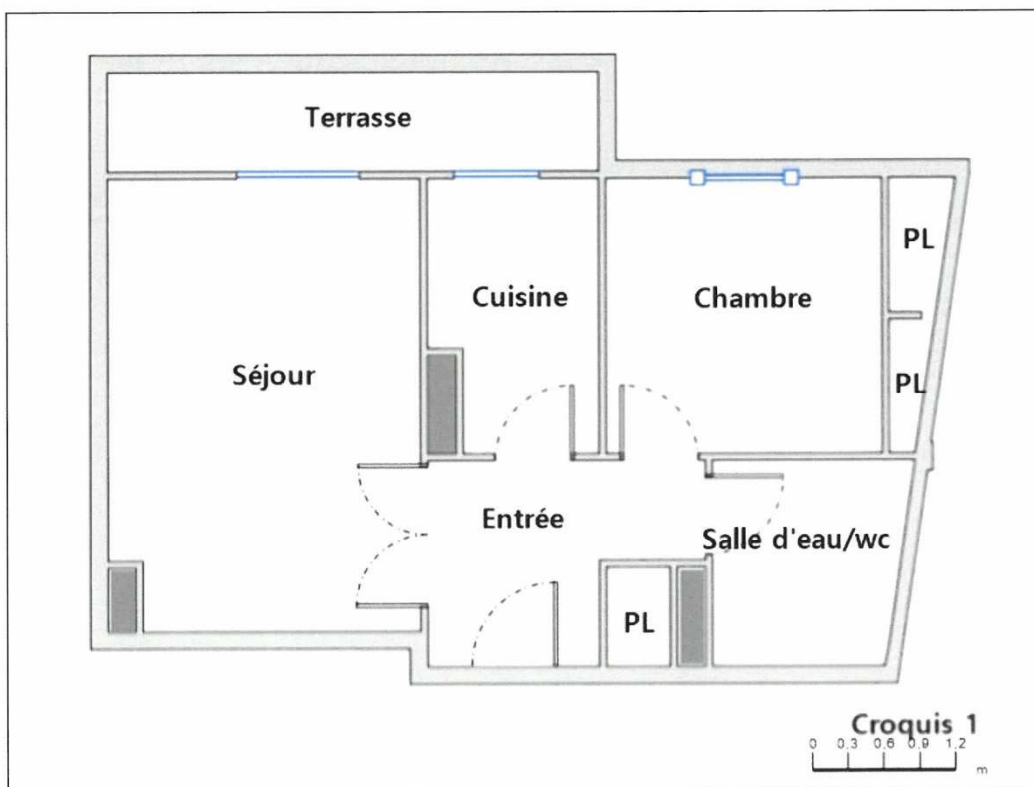 Terrasse
PL
Cuisine
Chambre
Séjour
PL
Entrée
Salle d'eau/wc
PL
Croquis 1
0 0,3 0,6 0,9 1,2
m